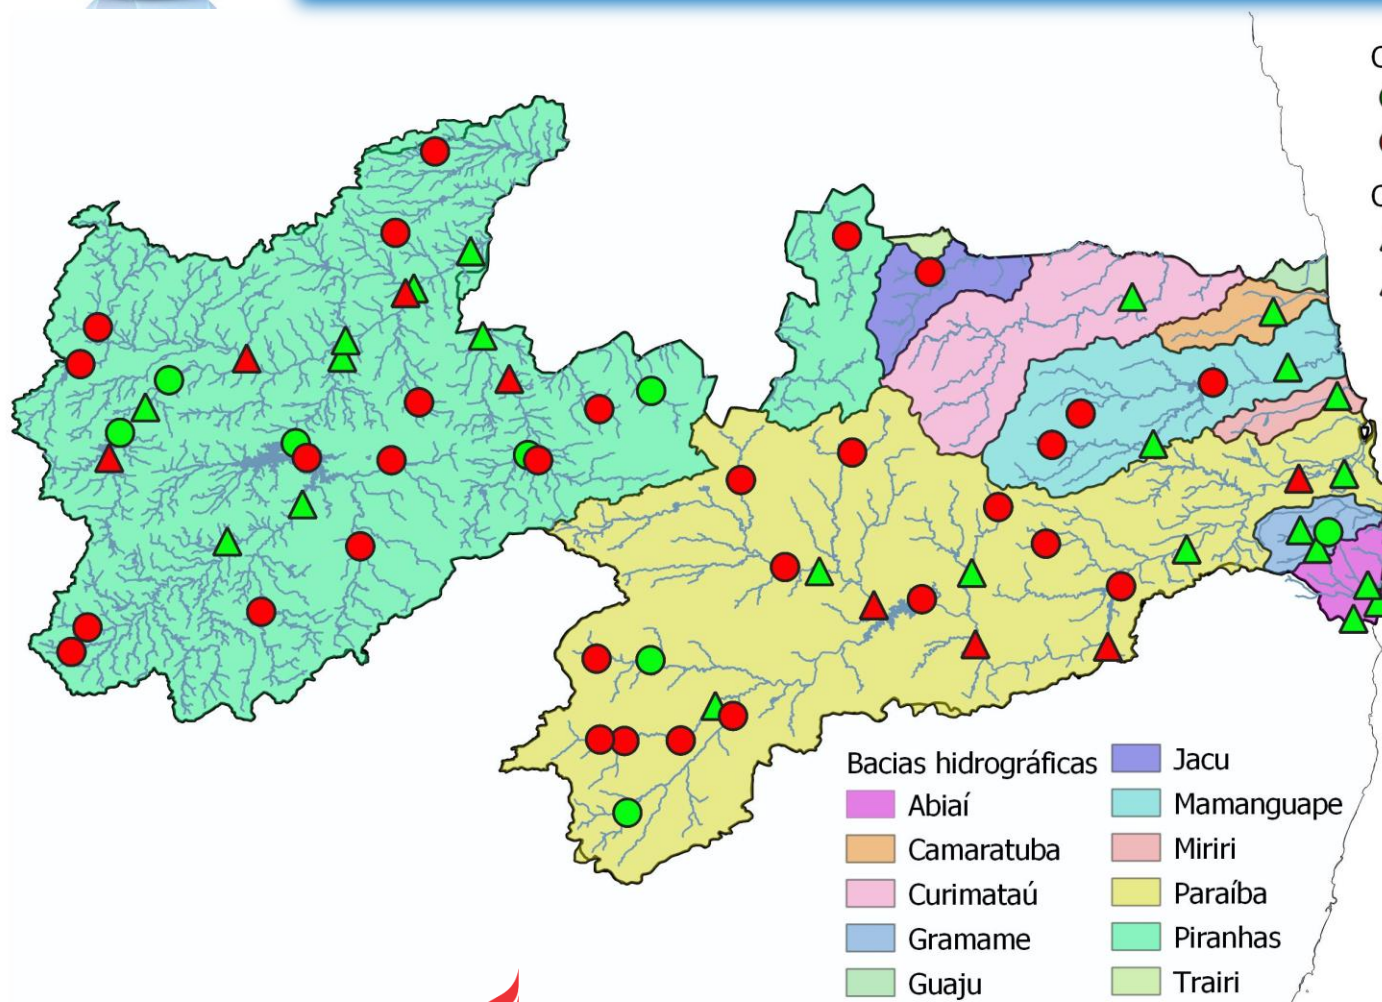 Bacias hidrográficas
Abiaí
Camaratuba
Curimataú
Gramame
Guaju
Jacu
Mamanguape
Miriri
Paraíba
Piranhas
Trairi